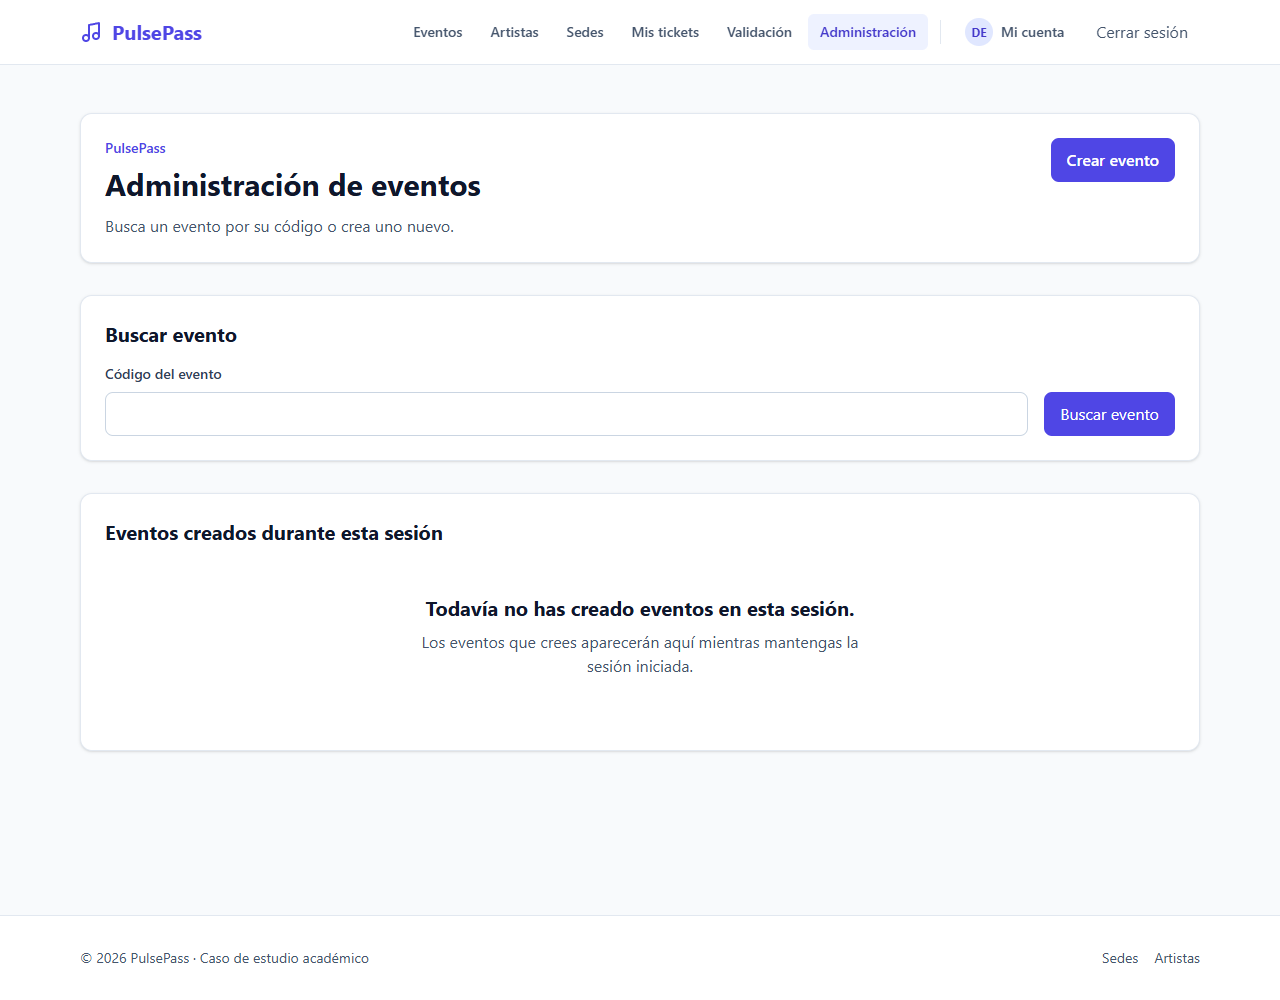 PulsePass
Eventos
Artistas
Sedes
Mis tickets
Validación
Administración
DE
Mi cuenta
Cerrar sesión
PulsePass
Administración de eventos
Busca un evento por su código o crea uno nuevo.
Crear evento
Buscar evento
Código del evento
Buscar evento
Eventos creados durante esta sesión
Todavía no has creado eventos en esta sesión.
Los eventos que crees aparecerán aquí mientras mantengas la
sesión iniciada.
© 2026 PulsePass · Caso de estudio académico
Sedes
Artistas